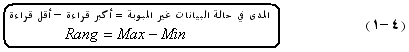 المدى في حالة البيانات غير المبوبة = أكبر قراءة − أقل قراءة
(١−٤)
Rang = Max − Min